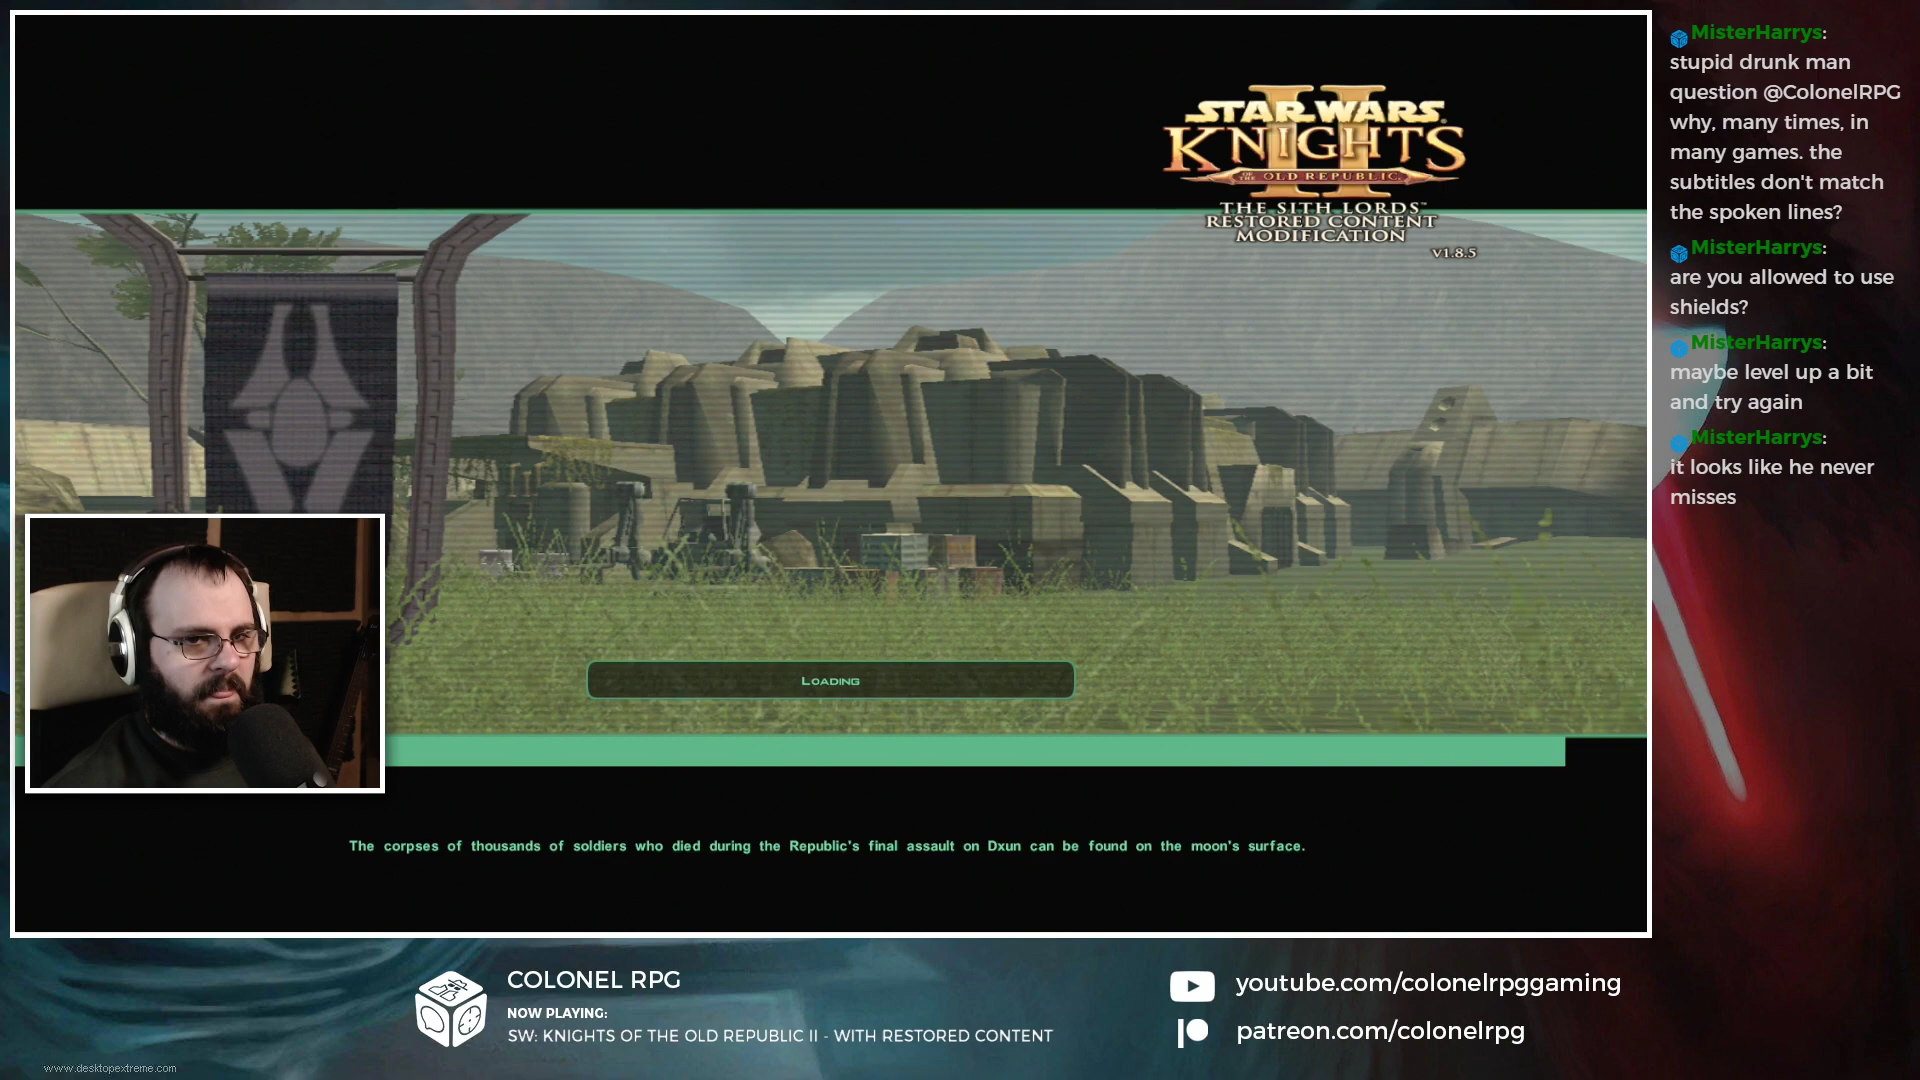 STAR WARS
II
KNIGHTS
OF THE OLD REPUBLIC
THE SITH LORDS™
RESTORED CONTENT
MODIFICATION
v1.8.5
LOADING
The corpses of thousands of soldiers who died during the Republic's final assault on Dxun can be found on the moon's surface.
MisterHarrys:
stupid drunk man
question @ColonelRPG
why, many times, in
many games. the
subtitles don't match
the spoken lines?
MisterHarrys:
are you allowed to use
shields?
MisterHarrys:
maybe level up a bit
and try again
MisterHarrys:
it looks like he never
misses
COLONEL RPG
NOW PLAYING:
SW: KNIGHTS OF THE OLD REPUBLIC II - WITH RESTORED CONTENT
youtube.com/colonelrpggaming
patreon.com/colonelrpg
www.desktopextreme.com